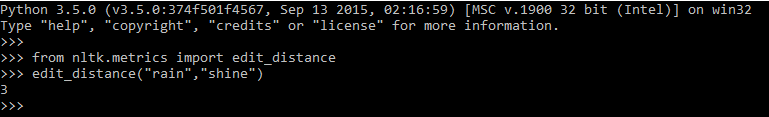 Python 3.5.0 (v3.5.0:374f501f4567, Sep 13 2015, 02:16:59) [MSC v.1900 32 bit (Intel)] on win32
Type "help", "copyright", "credits" or "license" for more information.
>>>
>>> from nltk.metrics import edit_distance
>>> edit_distance("rain","shine")
3
>>>